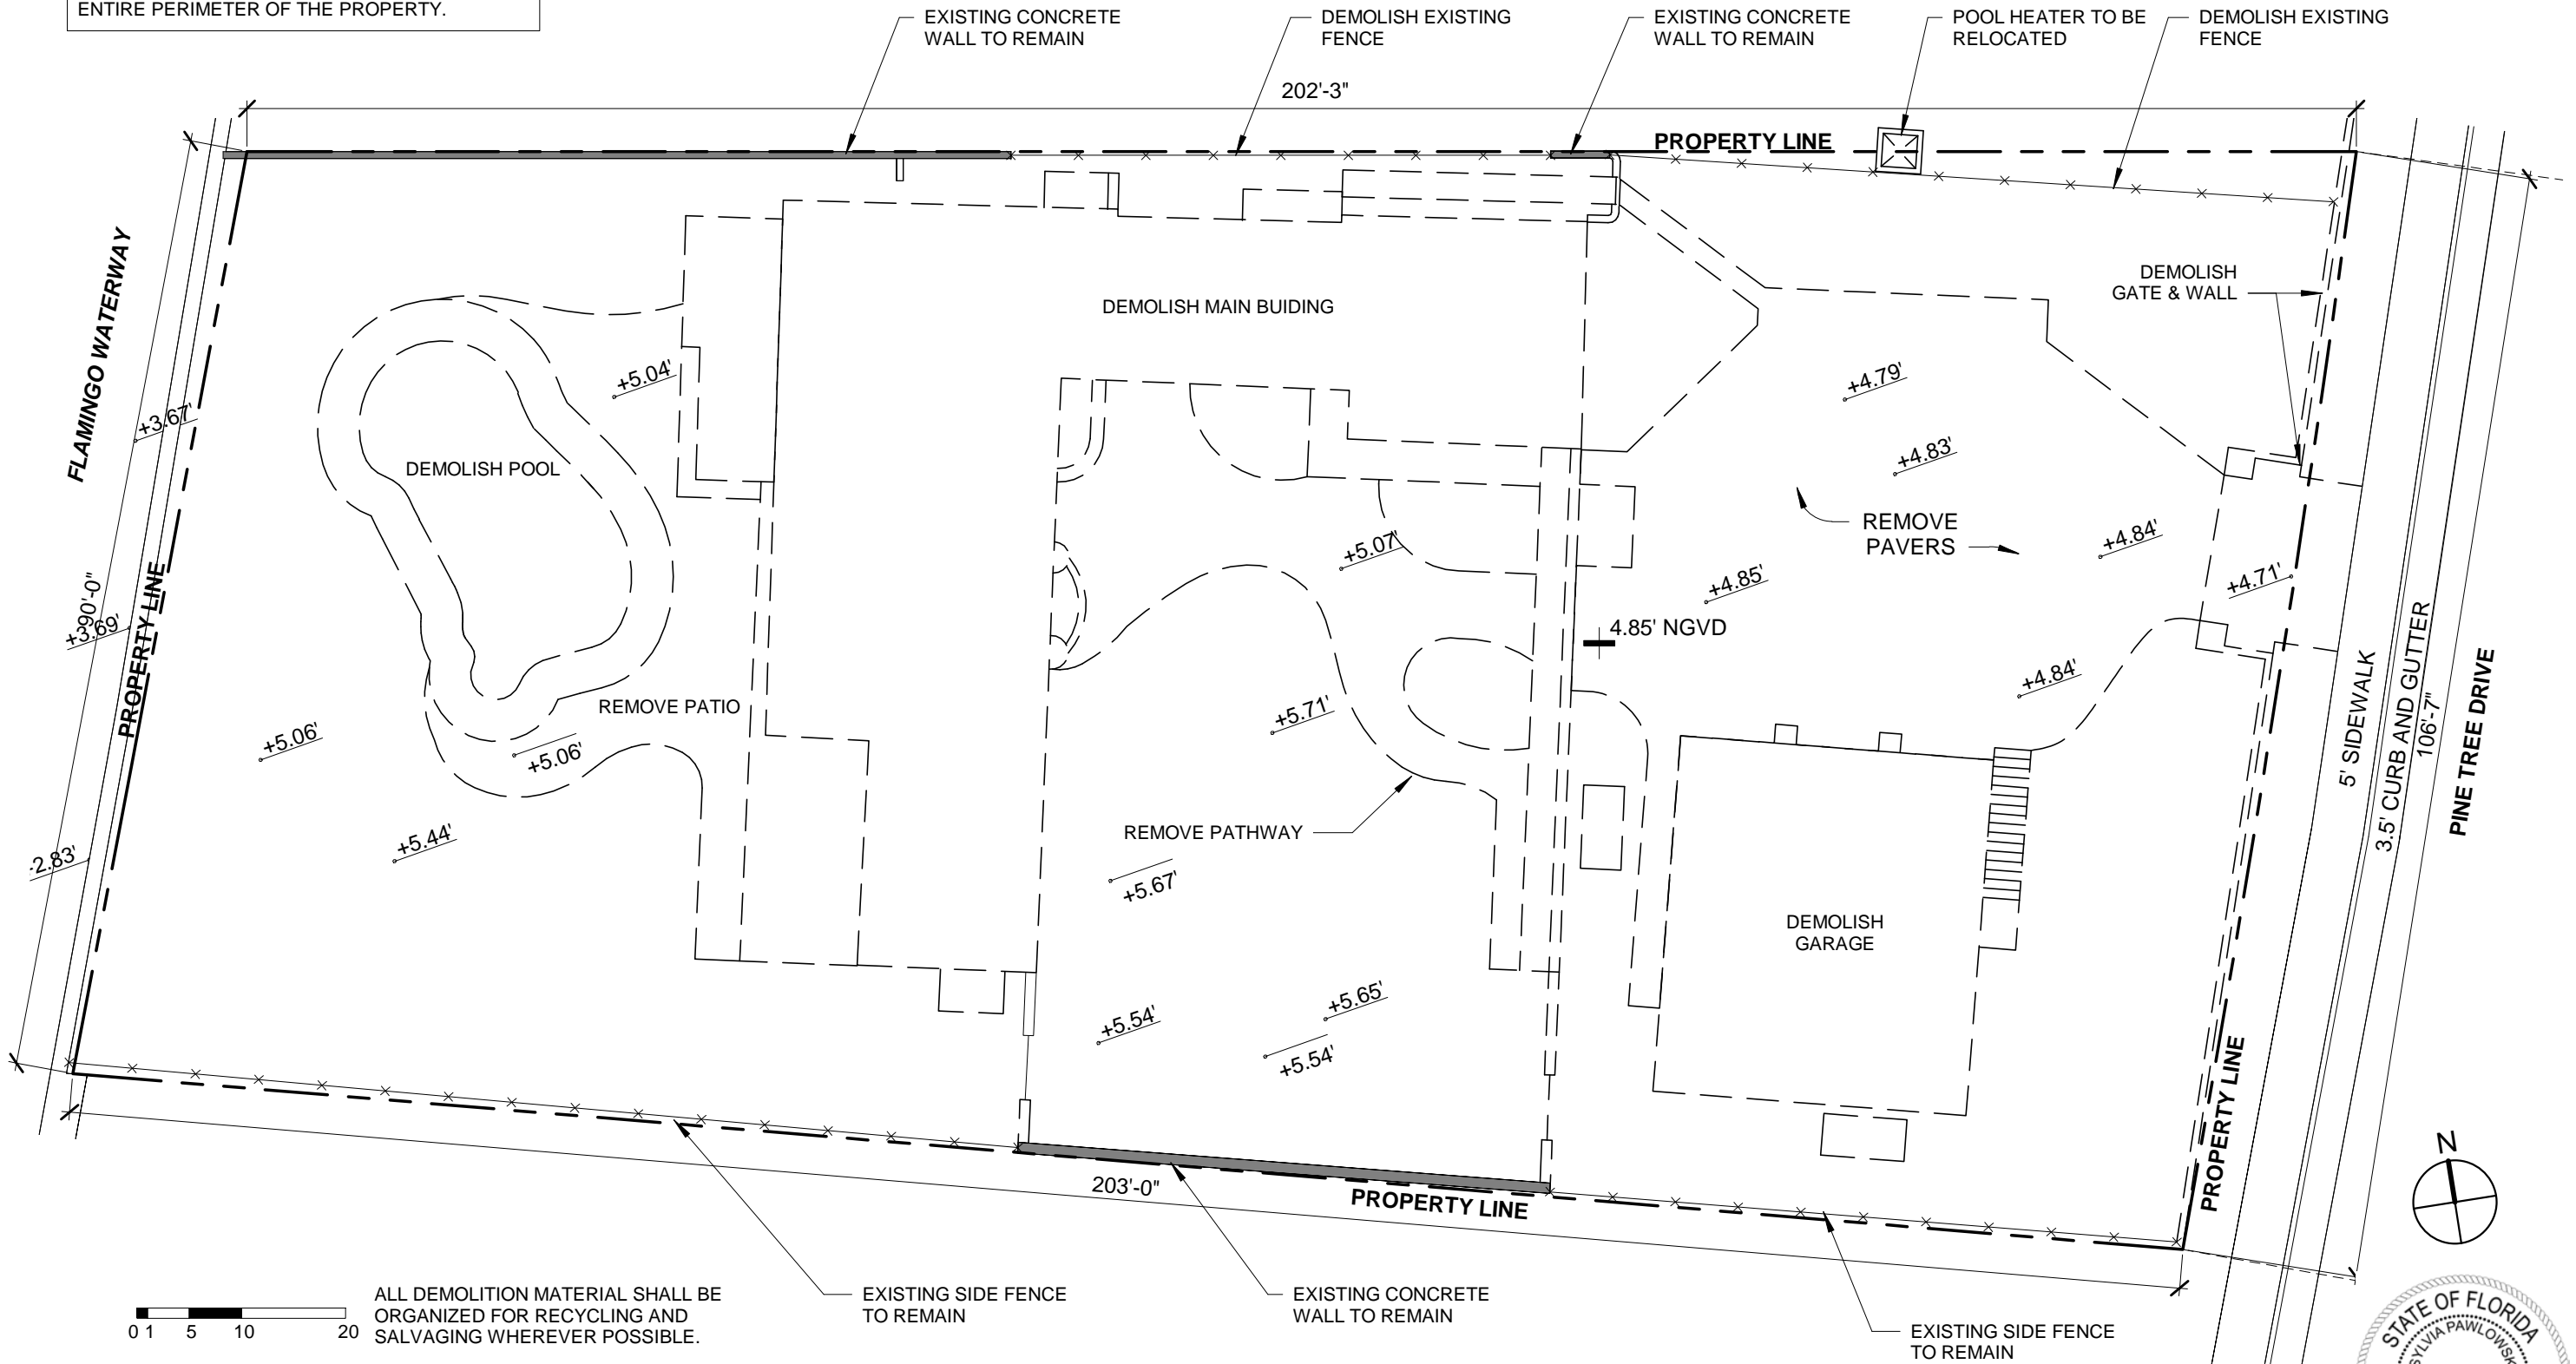 ENTIRE PERIMETER OF THE PROPERTY.
EXISTING CONCRETE
WALL TO REMAIN
DEMOLISH EXISTING
FENCE
EXISTING CONCRETE
WALL TO REMAIN
POOL HEATER TO BE
RELOCATED
DEMOLISH EXISTING
FENCE
202'-3"
PROPERTY LINE
FLAMINGO WATERWAY
DEMOLISH
GATE & WALL
DEMOLISH MAIN BUIDING
+5.04'
+4.79'
+3.67'
DEMOLISH POOL
+4.83'
REMOVE
PAVERS
+5.07'
+4.84'
+4.85'
+4.71'
90'-0"
+3.69'
PROPERTY LINE
4.85' NGVD
+4.84'
REMOVE PATIO
+5.71'
5' SIDEWALK
3.5' CURB AND GUTTER
106'-7"
PINE TREE DRIVE
+5.06'
+5.06'
+5.44'
REMOVE PATHWAY
-2.83'
+5.67'
DEMOLISH
GARAGE
+5.65'
+5.54'
+5.54'
PROPERTY LINE
203'-0"
PROPERTY LINE
N
0 1 5 10 20
ALL DEMOLITION MATERIAL SHALL BE
ORGANIZED FOR RECYCLING AND
SALVAGING WHEREVER POSSIBLE.
EXISTING SIDE FENCE
TO REMAIN
EXISTING CONCRETE
WALL TO REMAIN
EXISTING SIDE FENCE
TO REMAIN
STATE OF FLORIDA
SYLVIA PAWLOWSK